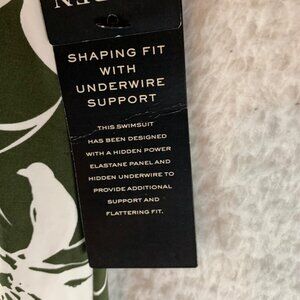 SHAPING FIT
WITH
UNDERWIRE
SUPPORT
THIS SWIMSUIT
HAS BEEN DESIGNED
WITH A HIDDEN POWER
ELASTANE PANEL AND
HIDDEN UNDERWIRE TO
PROVIDE ADDITIONAL
SUPPORT AND
FLATTERING FIT.